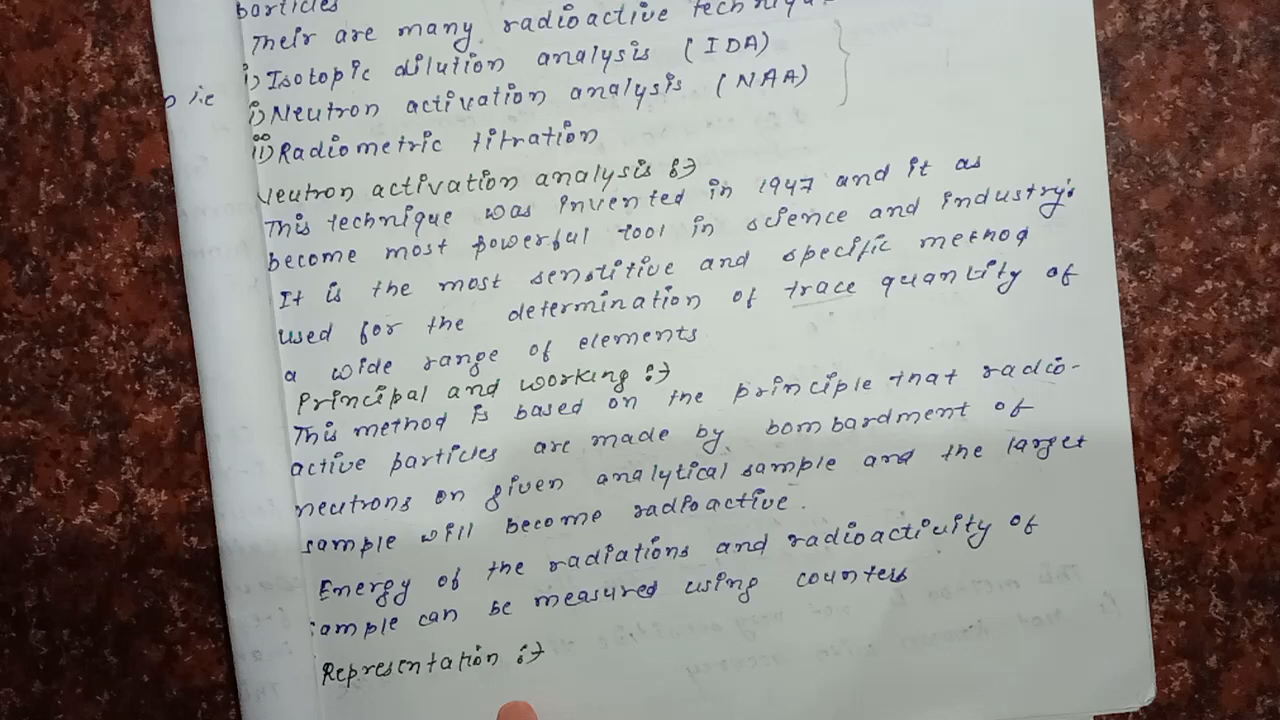 particles
Their are many radioactive techniqu
i) Isotopic dilution analysis (IDA)
i.e
i) Neutron activation analysis (NAA)
iii) Radiometric titration
Neutron activation analysis :→
This technique was invented in 1947 and it as
become most powerful tool in science and industry.
It is the most senstitive and specific method
used for the determination of trace quantity of
a wide range of elements
Principal and working :→
This method is based on the principle that radio-
active particles are made by bombardment of
neutrons on given analytical sample and the larget
sample will become radioactive.
Energy of the radiations and radioactivity of
sample can be measured using counters
Representation :→